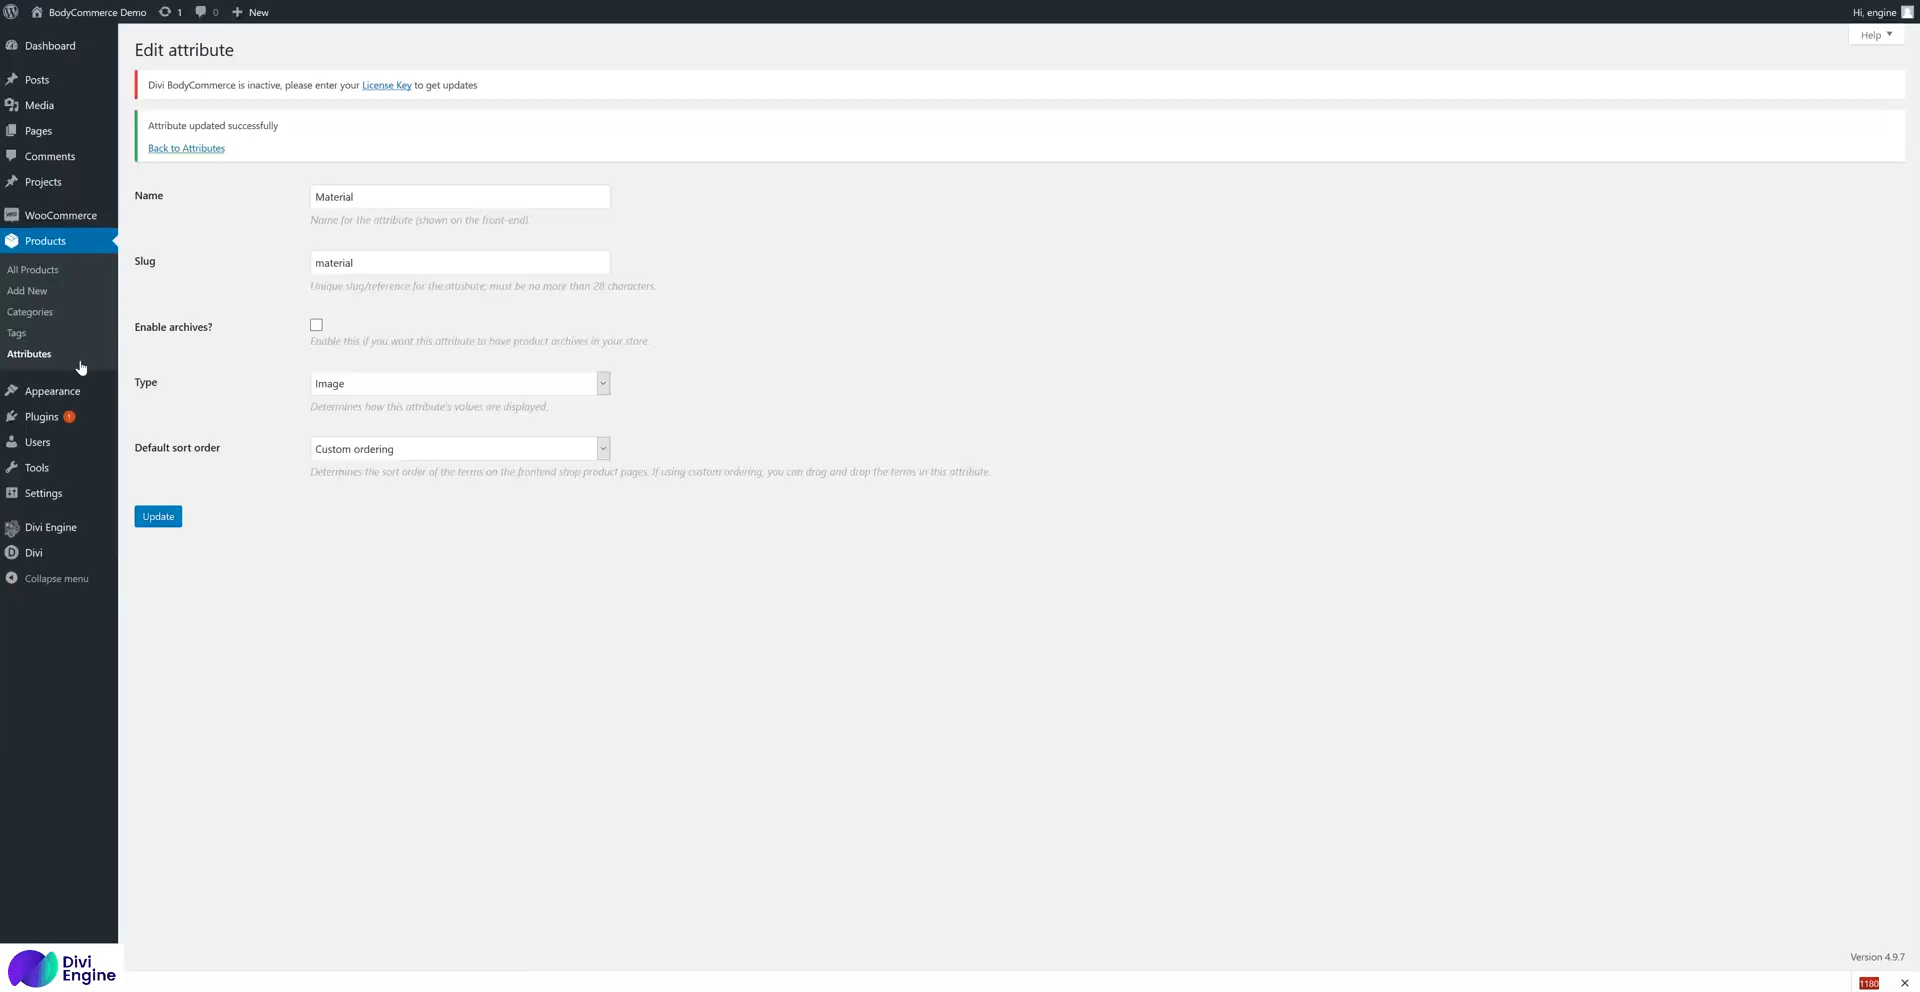 BodyCommerce Demo 1 0 New Hi, engine
Help
Dashboard
Posts
Media
Pages
Comments
Projects
WooCommerce
Products
All Products
Add New
Categories
Tags
Attributes
Appearance
Plugins 1
Users
Tools
Settings
Divi Engine
Divi
Collapse menu
Edit attribute
Divi BodyCommerce is inactive, please enter your License Key to get updates
Attribute updated successfully
Back to Attributes
Name
Material
Name for the attribute (shown on the front-end).
Slug
material
Unique slug/reference for the attribute; must be no more than 28 characters.
Enable archives?
Enable this if you want this attribute to have product archives in your store.
Type
Image
Determines how this attribute's values are displayed.
Default sort order
Custom ordering
Determines the sort order of the terms on the frontend shop product pages. If using custom ordering, you can drag and drop the terms in this attribute.
Update
Version 4.9.7
Divi
Engine
1180